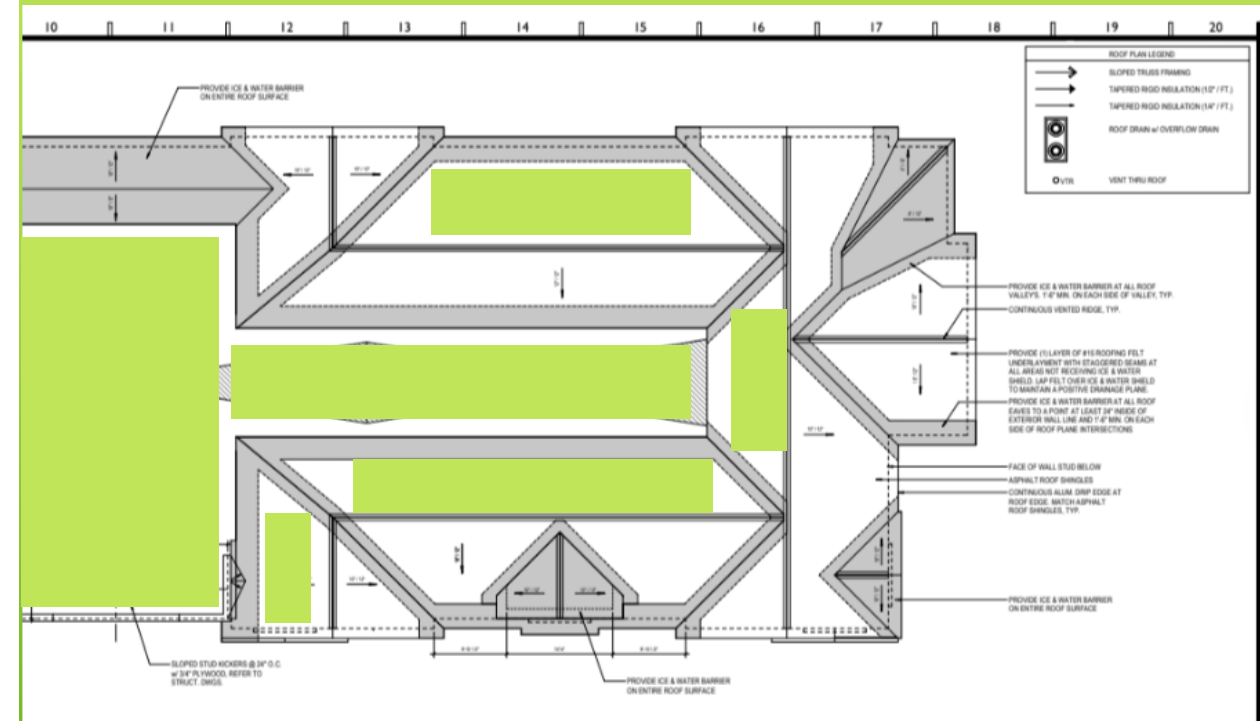 10 11 12 13 14 15 16 17 18 19 20
ROOF PLAN LEGEND
SLOPED TRUSS FRAMING
TAPERED RIGID INSULATION (1/2" / FT.)
TAPERED RIGID INSULATION (1/4" / FT.)
ROOF DRAIN w/ OVERFLOW DRAIN
VTR
VENT THRU ROOF
PROVIDE ICE & WATER BARRIER
ON ENTIRE ROOF SURFACE
PROVIDE ICE & WATER BARRIER AT ALL ROOF
VALLEY'S. 1'-6" MIN. ON EACH SIDE OF VALLEY, TYP.
CONTINUOUS VENTED RIDGE, TYP.
PROVIDE (1) LAYER OF #15 ROOFING FELT
UNDERLAYMENT WITH STAGGERED SEAMS AT
ALL AREAS NOT RECEIVING ICE & WATER
SHIELD. LAP FELT OVER ICE & WATER SHIELD
TO MAINTAIN A POSITIVE DRAINAGE PLANE.
PROVIDE ICE & WATER BARRIER AT ALL ROOF
EAVES TO A POINT AT LEAST 24" INSIDE OF
EXTERIOR WALL LINE AND 1'-6" MIN. ON EACH
SIDE OF ROOF PLANE INTERSECTIONS
FACE OF WALL STUD BELOW
ASPHALT ROOF SHINGLES
CONTINUOUS ALUM. DRIP EDGE AT
ROOF EDGE. MATCH ASPHALT
ROOF SHINGLES, TYP.
PROVIDE ICE & WATER BARRIER
ON ENTIRE ROOF SURFACE
SLOPED STUD KICKERS @ 24" O.C.
w/ 3/4" PLYWOOD, REFER TO
STRUCT. DWGS.
PROVIDE ICE & WATER BARRIER
ON ENTIRE ROOF SURFACE